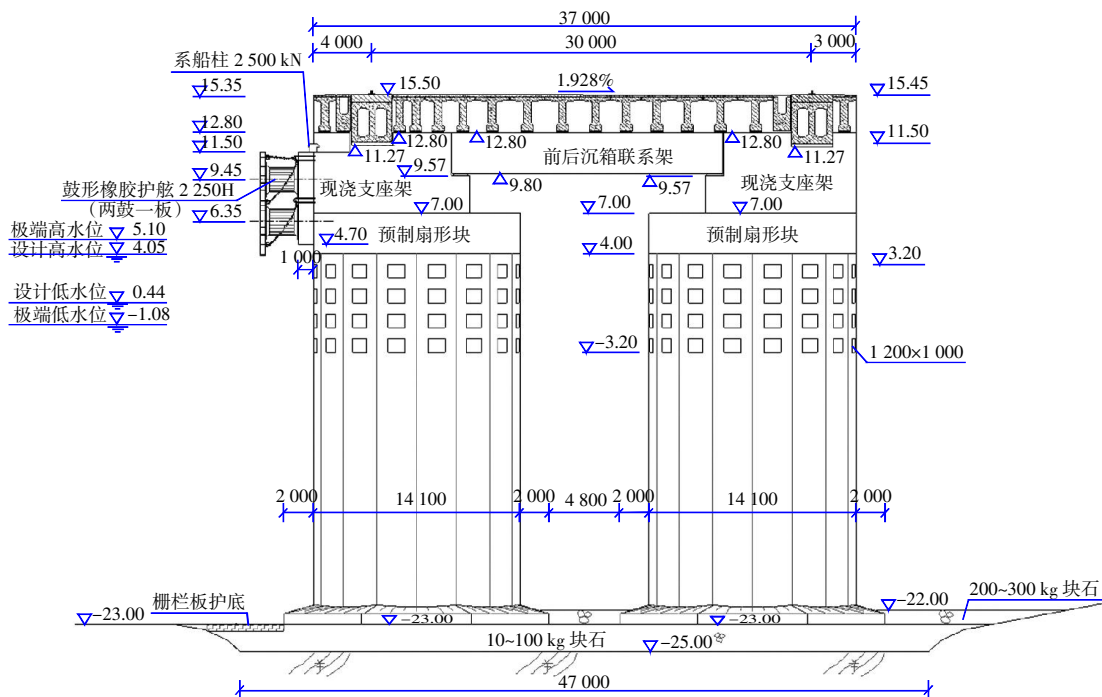 37 000
4 000
30 000
3 000
系船柱 2 500 kN
15.35
15.50
1.928%
15.45
12.80
11.50
12.80
12.80
12.80
11.50
11.27
前后沉箱联系架
11.27
9.45
9.57
9.80
9.57
鼓形橡胶护舷 2 250H
(两鼓一板)
现浇支座架
现浇支座架
6.35
7.00
7.00
7.00
极端高水位 5.10
设计高水位 4.05
4.70
预制扇形块
4.00
预制扇形块
3.20
1 000
设计低水位 0.44
极端低水位 -1.08
-3.20
1 200×1 000
2 000
14 100
2 000
4 800
2 000
14 100
2 000
栅栏板护底
200~300 kg 块石
-23.00
-23.00
-23.00
-22.00
10~100 kg 块石
-25.00
47 000